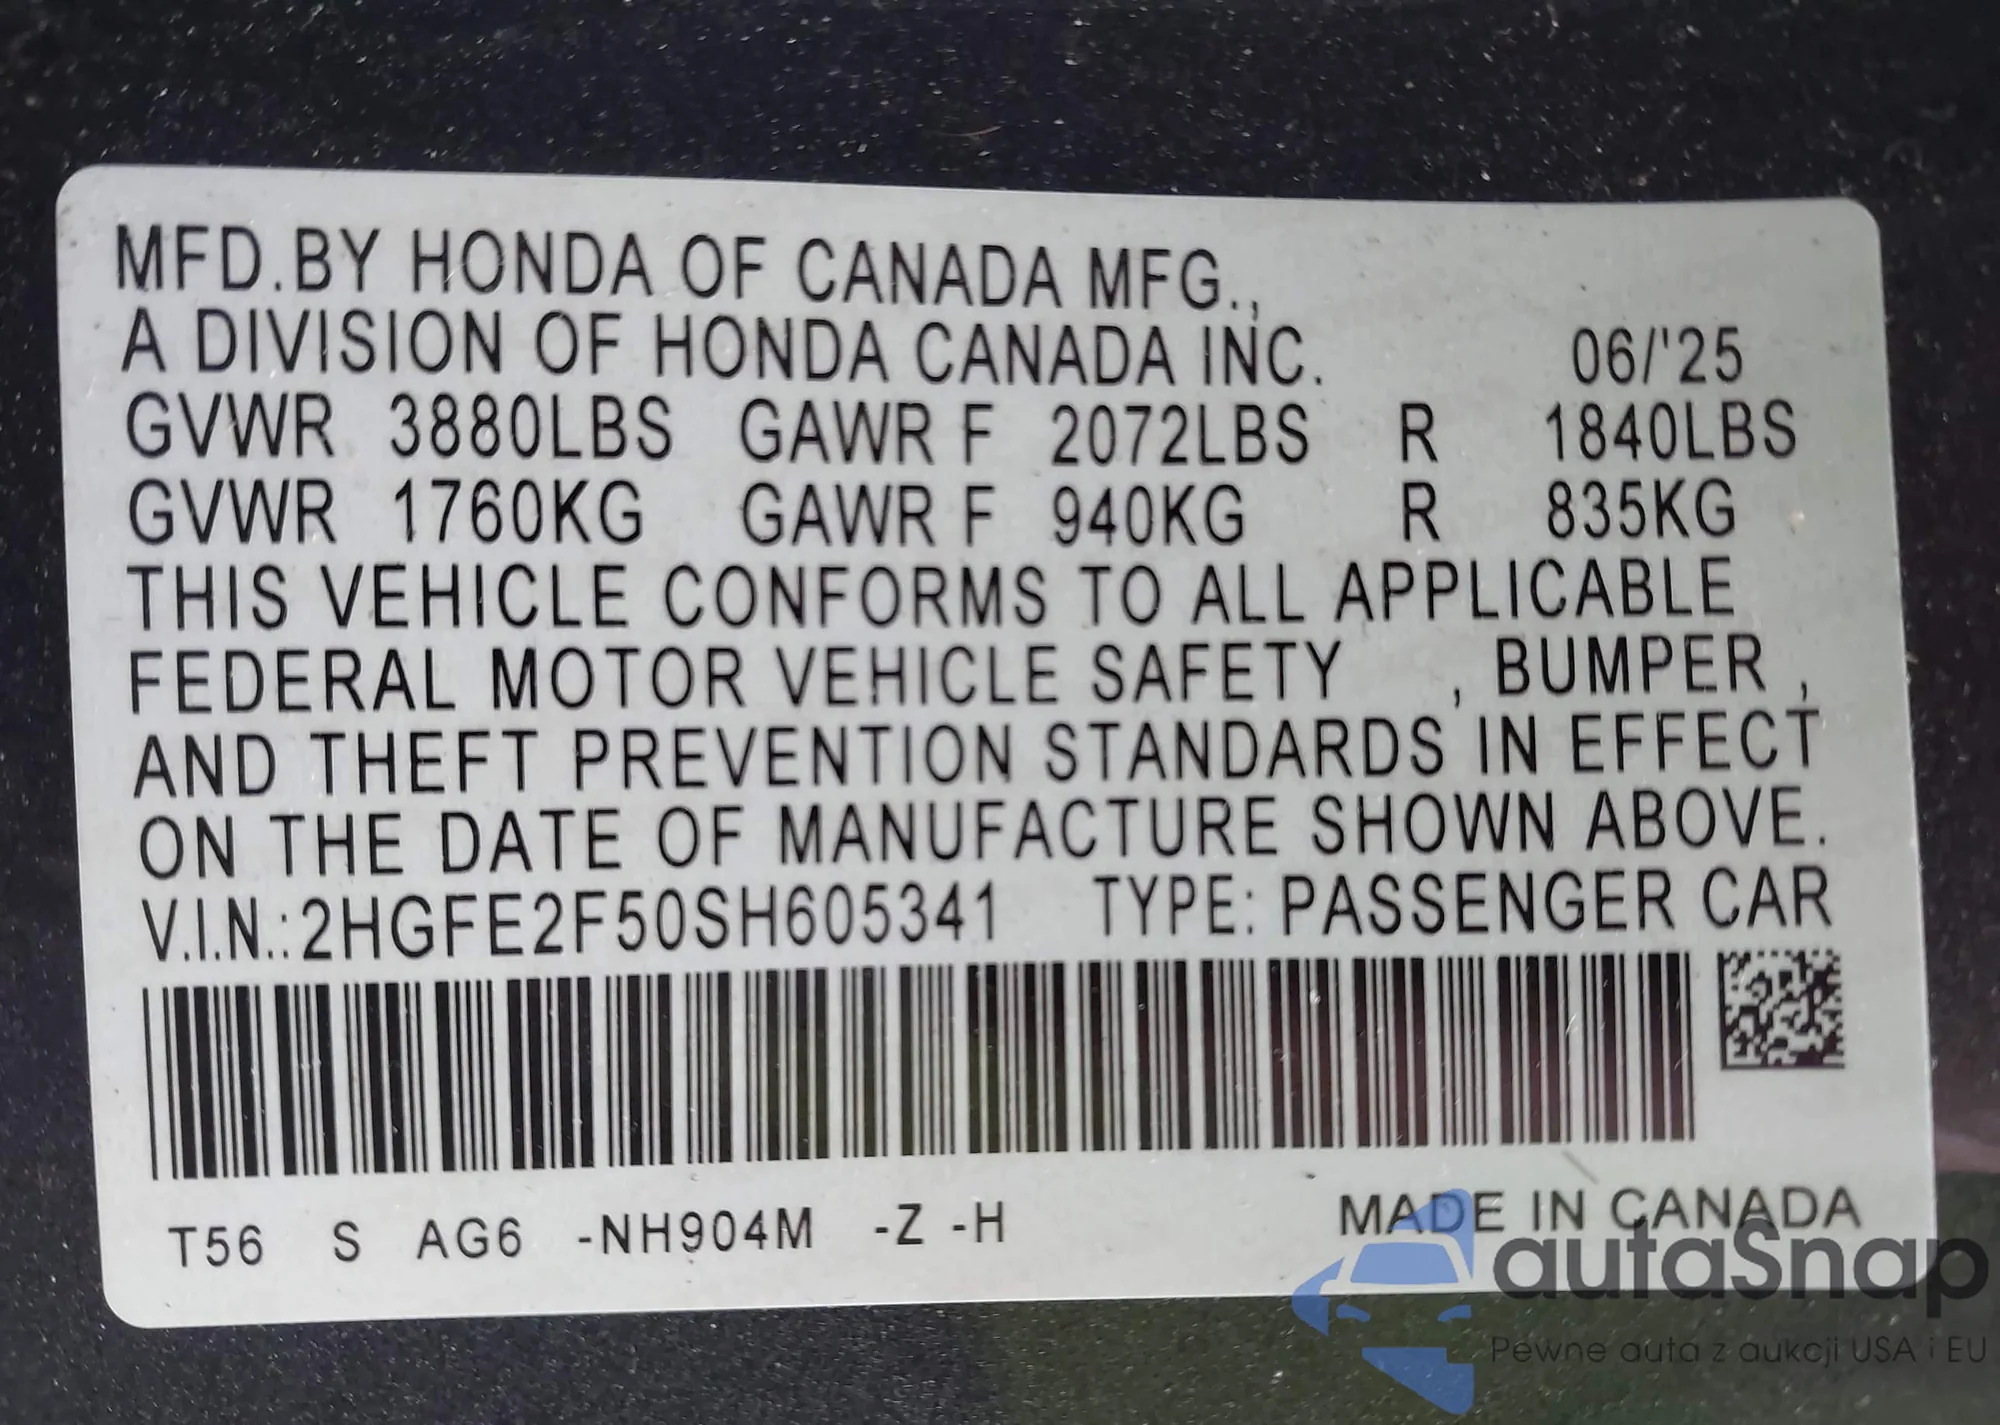 MFD.BY HONDA OF CANADA MFG.,
A DIVISION OF HONDA CANADA INC. 06/'25
GVWR 3880LBS GAWR F 2072LBS R 1840LBS
GVWR 1760KG GAWR F 940KG R 835KG
THIS VEHICLE CONFORMS TO ALL APPLICABLE
FEDERAL MOTOR VEHICLE SAFETY , BUMPER ,
AND THEFT PREVENTION STANDARDS IN EFFECT
ON THE DATE OF MANUFACTURE SHOWN ABOVE.
V.I.N.:2HGFE2F50SH605341 TYPE: PASSENGER CAR
T56 S AG6 -NH904M -Z -H
MADE IN CANADA
autaSnap
Pewne auta z aukcji USA i EU